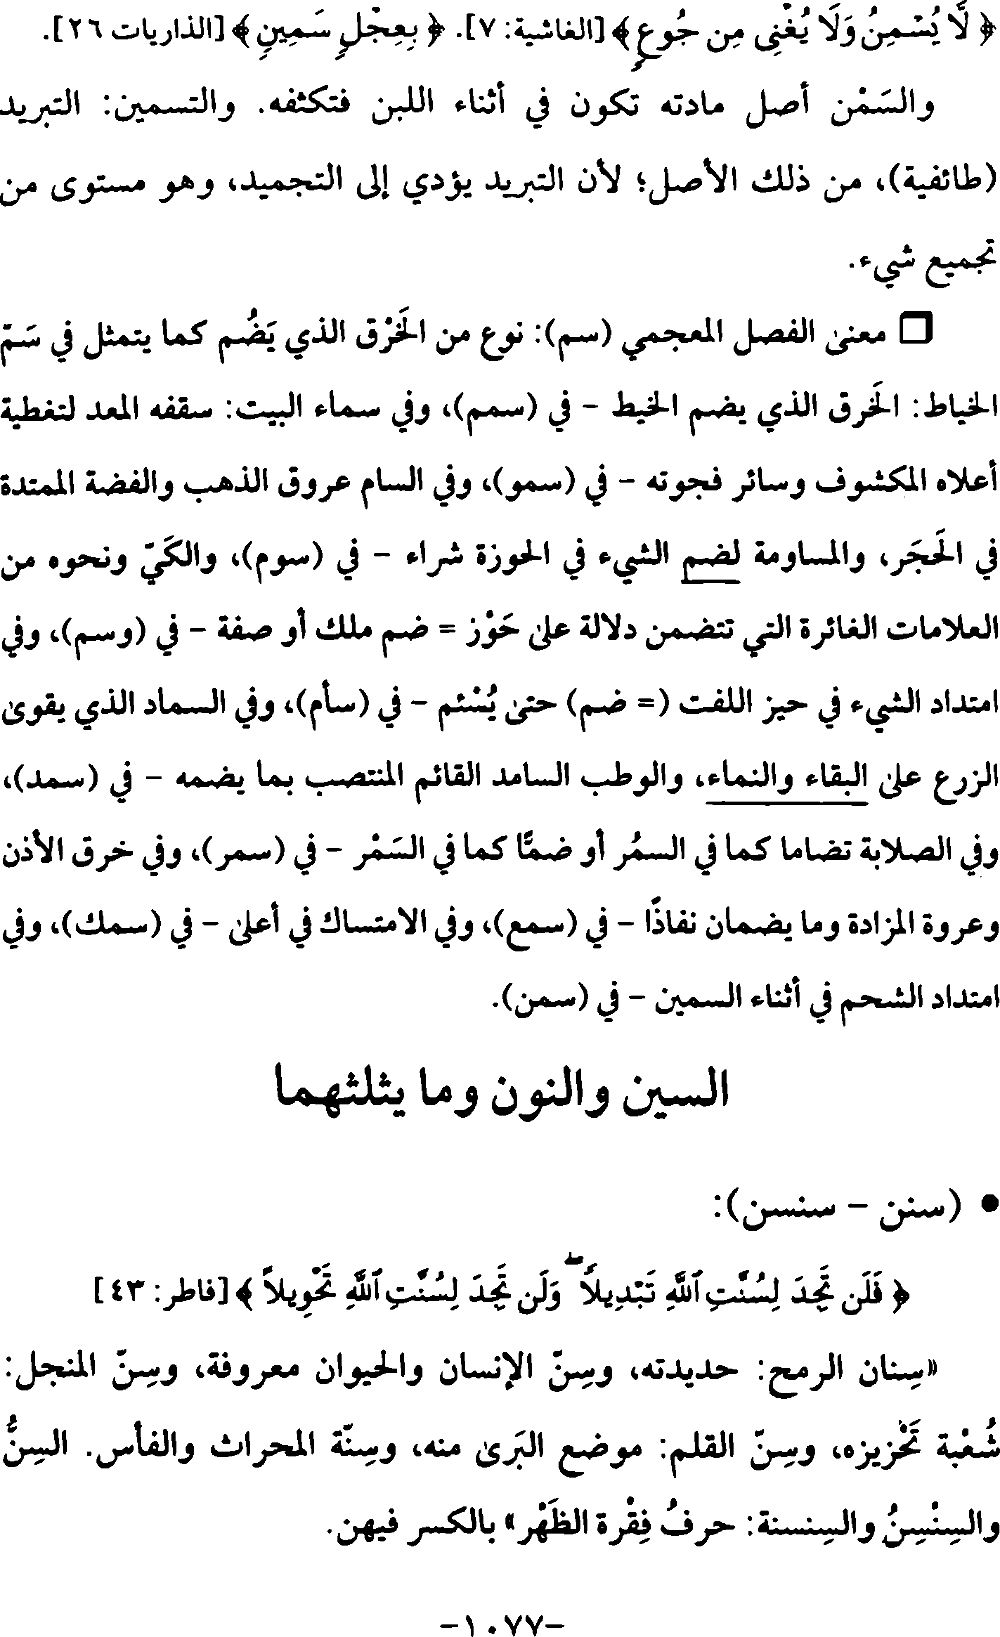 ﴿ لَّا يُسْمِنُ وَلَا يُغْنِى مِن جُوعٍ ﴾ [الغاشية: ٧]. ﴿ بِعِجْلٍ سَمِينٍ ﴾ [الذاريات ٢٦].
والسَمْن أصل مادته تكون في أثناء اللبن فتكثفه. والتسمين: التبريد
(طائفية)، من ذلك الأصل؛ لأن التبريد يؤدي إلى التجميد، وهو مستوى من
تجميع شيء.
□ معنى الفصل المعجمي (سم): نوع من الخَرْق الذي يَضُم كما يتمثل في سَمّ
الخياط: الخَرق الذي يضم الخيط – في (سمم)، وفي سماء البيت: سقفه المعد لتغطية
أعلاه المكشوف وسائر فجوته – في (سمو)، وفي السام عروق الذهب والفضة الممتدة
في الحَجَر، والمساومة لضم الشيء في الحوزة شراء – في (سوم)، والكَيّ ونحوه من
العلامات الغائرة التي تتضمن دلالة على حَوْز = ضم ملك أو صفة – في (وسم)، وفي
امتداد الشيء في حيز اللفت (= ضم) حتى يُسْئم – في (سأم)، وفي السماد الذي يقوى
الزرع على البقاء والنماء، والوطب السامد القائم المنتصب بما يضمه – في (سمد)،
وفي الصلابة تضاما كما في السمُر أو ضمًّا كما في السَمْر – في (سمر)، وفي خرق الأذن
وعروة المزادة وما يضمان نفاذًا – في (سمع)، وفي الامتساك في أعلى – في (سمك)، وفي
امتداد الشحم في أثناء السمين – في (سمن).
السين والنون وما يثلثهما
• (سنن – سنسن):
﴿ فَلَن تَجِدَ لِسُنَّتِ ٱللَّهِ تَبْدِيلًا ۖ وَلَن تَجِدَ لِسُنَّتِ ٱللَّهِ تَحْوِيلاً ﴾ [فاطر: ٤٣]
«سِنان الرمح: حديدته، وسِنّ الإنسان والحيوان معروفة، وسِنّ المنجل:
شُعْبة تَحْزيزه، وسِنّ القلم: موضع البَرَى منه، وسِنّة المحراث والفأس. السِنُّ
والسِنْسِنُ والسِنسنة: حرفُ فِقْرة الظَهْر» بالكسر فيهن.
-١٠٧٧-